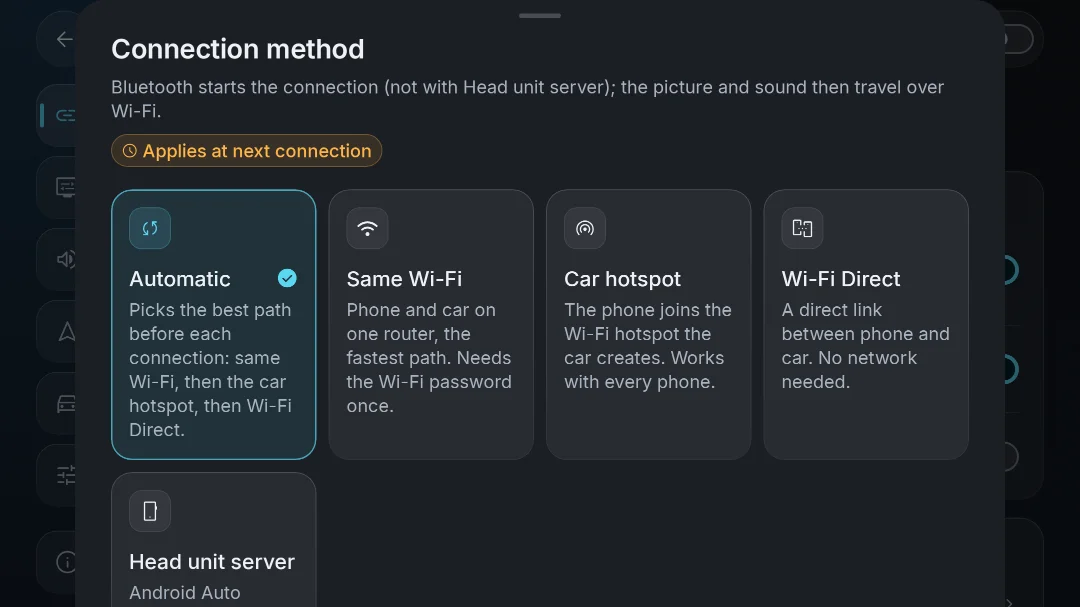 Connection method
Bluetooth starts the connection (not with Head unit server); the picture and sound then travel over
Wi-Fi.
Applies at next connection
Automatic
Picks the best path
before each
connection: same
Wi-Fi, then the car
hotspot, then Wi-Fi
Direct.
Same Wi-Fi
Phone and car on
one router, the
fastest path. Needs
the Wi-Fi password
once.
Car hotspot
The phone joins the
Wi-Fi hotspot the
car creates. Works
with every phone.
Wi-Fi Direct
A direct link
between phone and
car. No network
needed.
Head unit server
Android Auto